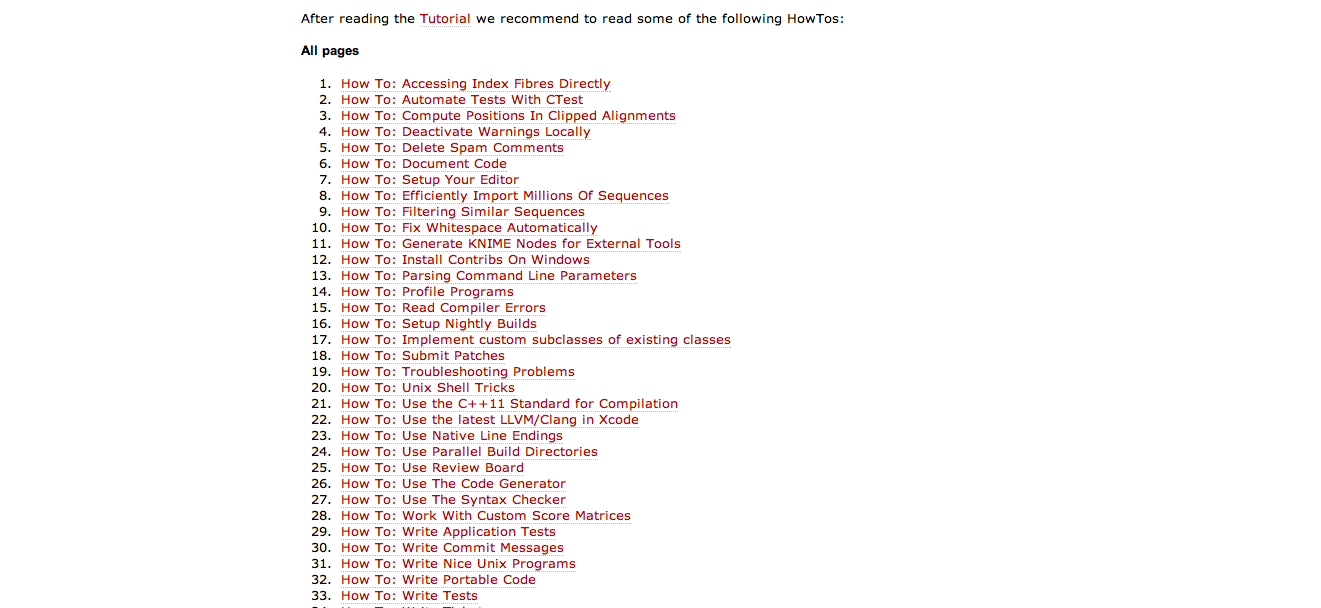 After reading the Tutorial we recommend to read some of the following HowTos:
All pages
1. How To: Accessing Index Fibres Directly
2. How To: Automate Tests With CTest
3. How To: Compute Positions In Clipped Alignments
4. How To: Deactivate Warnings Locally
5. How To: Delete Spam Comments
6. How To: Document Code
7. How To: Setup Your Editor
8. How To: Efficiently Import Millions Of Sequences
9. How To: Filtering Similar Sequences
10. How To: Fix Whitespace Automatically
11. How To: Generate KNIME Nodes for External Tools
12. How To: Install Contribs On Windows
13. How To: Parsing Command Line Parameters
14. How To: Profile Programs
15. How To: Read Compiler Errors
16. How To: Setup Nightly Builds
17. How To: Implement custom subclasses of existing classes
18. How To: Submit Patches
19. How To: Troubleshooting Problems
20. How To: Unix Shell Tricks
21. How To: Use the C++11 Standard for Compilation
22. How To: Use the latest LLVM/Clang in Xcode
23. How To: Use Native Line Endings
24. How To: Use Parallel Build Directories
25. How To: Use Review Board
26. How To: Use The Code Generator
27. How To: Use The Syntax Checker
28. How To: Work With Custom Score Matrices
29. How To: Write Application Tests
30. How To: Write Commit Messages
31. How To: Write Nice Unix Programs
32. How To: Write Portable Code
33. How To: Write Tests